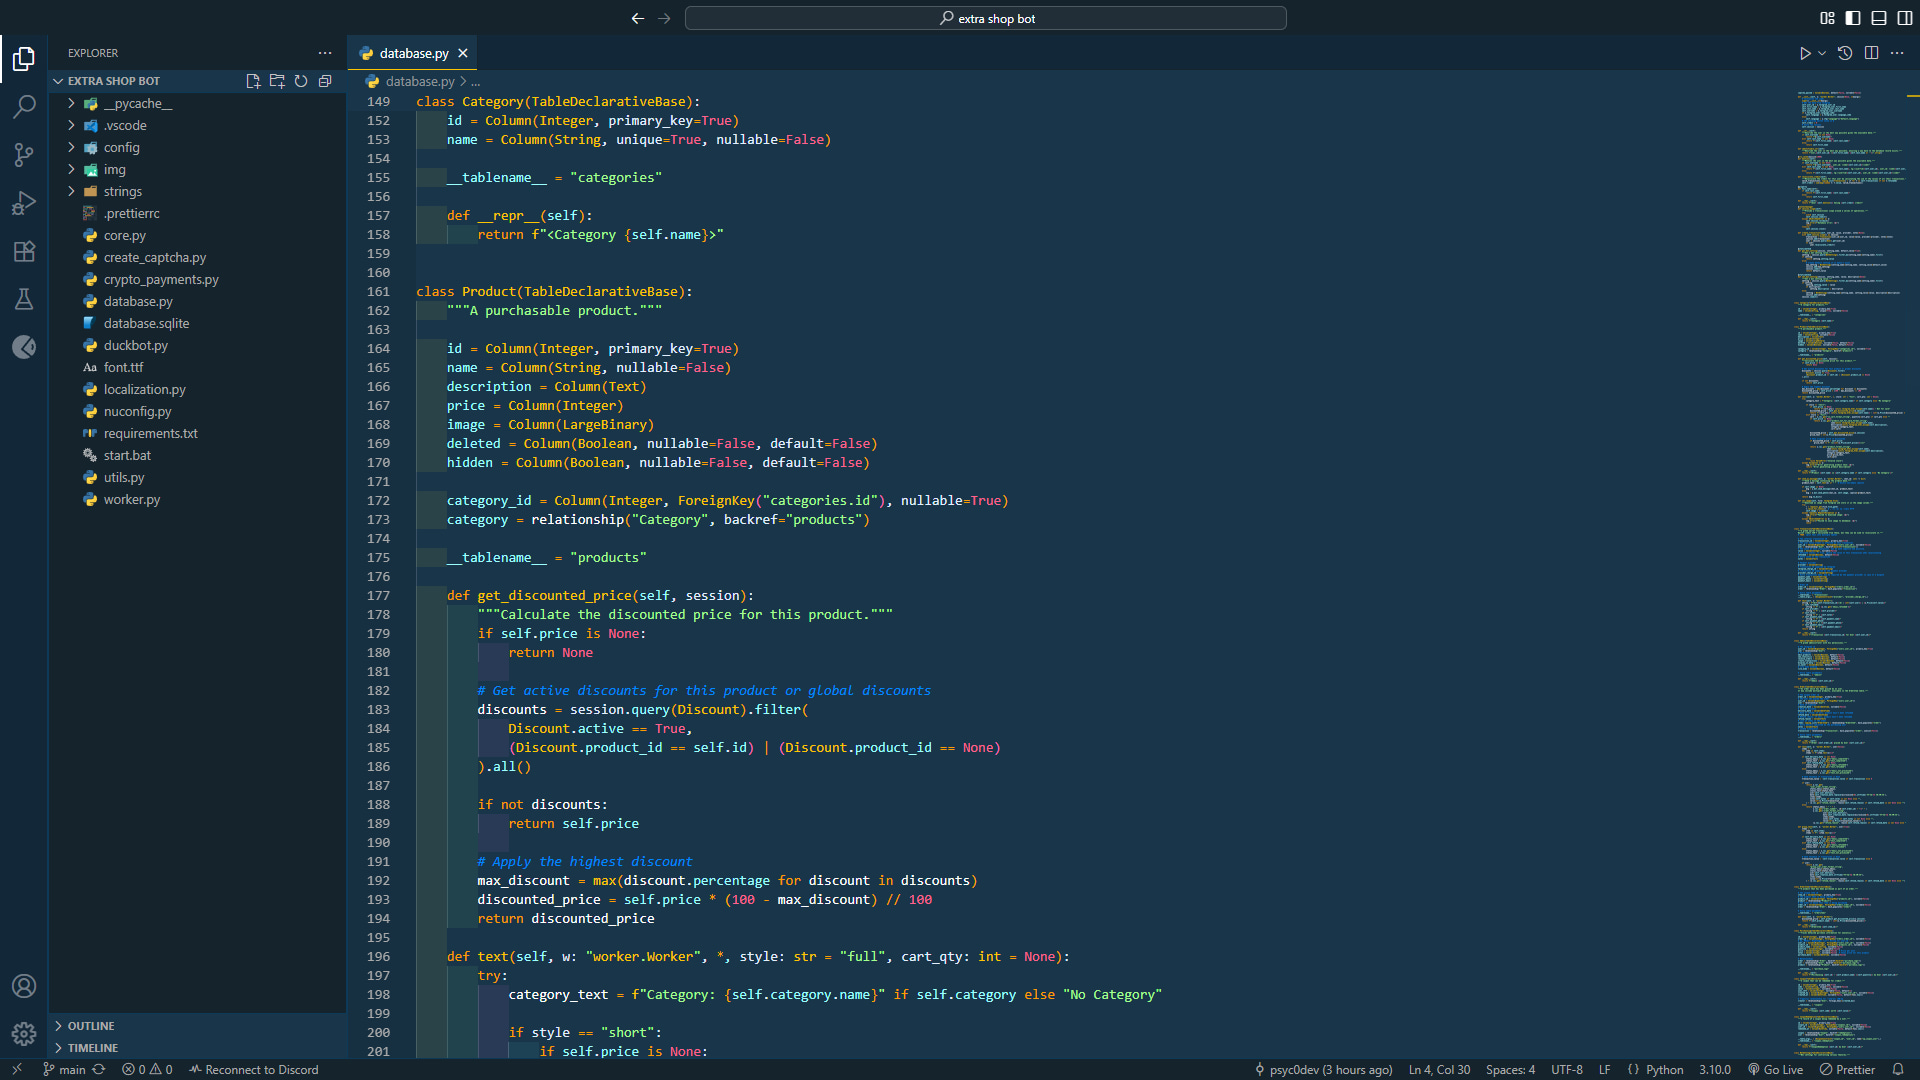 extra shop bot
EXPLORER
EXTRA SHOP BOT
__pycache__
.vscode
config
img
strings
.prettierrc
core.py
create_captcha.py
crypto_payments.py
database.py
database.sqlite
duckbot.py
Aa font.ttf
localization.py
nuconfig.py
requirements.txt
start.bat
utils.py
worker.py
OUTLINE
TIMELINE
database.py
database.py > ...
149 class Category(TableDeclarativeBase):
152 id = Column(Integer, primary_key=True)
153 name = Column(String, unique=True, nullable=False)
154
155 __tablename__ = "categories"
156
157 def __repr__(self):
158 return f"<Category {self.name}>"
159
160
161 class Product(TableDeclarativeBase):
162 """A purchasable product."""
163
164 id = Column(Integer, primary_key=True)
165 name = Column(String, nullable=False)
166 description = Column(Text)
167 price = Column(Integer)
168 image = Column(LargeBinary)
169 deleted = Column(Boolean, nullable=False, default=False)
170 hidden = Column(Boolean, nullable=False, default=False)
171
172 category_id = Column(Integer, ForeignKey("categories.id"), nullable=True)
173 category = relationship("Category", backref="products")
174
175 __tablename__ = "products"
176
177 def get_discounted_price(self, session):
178 """Calculate the discounted price for this product."""
179 if self.price is None:
180 return None
181
182 # Get active discounts for this product or global discounts
183 discounts = session.query(Discount).filter(
184 Discount.active == True,
185 (Discount.product_id == self.id) | (Discount.product_id == None)
186 ).all()
187
188 if not discounts:
189 return self.price
190
191 # Apply the highest discount
192 max_discount = max(discount.percentage for discount in discounts)
193 discounted_price = self.price * (100 - max_discount) // 100
194 return discounted_price
195
196 def text(self, w: "worker.Worker", *, style: str = "full", cart_qty: int = None):
197 try:
198 category_text = f"Category: {self.category.name}" if self.category else "No Category"
199
200 if style == "short":
201 if self.price is None:
main
0 0
Reconnect to Discord
psyc0dev (3 hours ago)
Ln 4, Col 30
Spaces: 4
UTF-8
LF
{ } Python
3.10.0
Go Live
Prettier